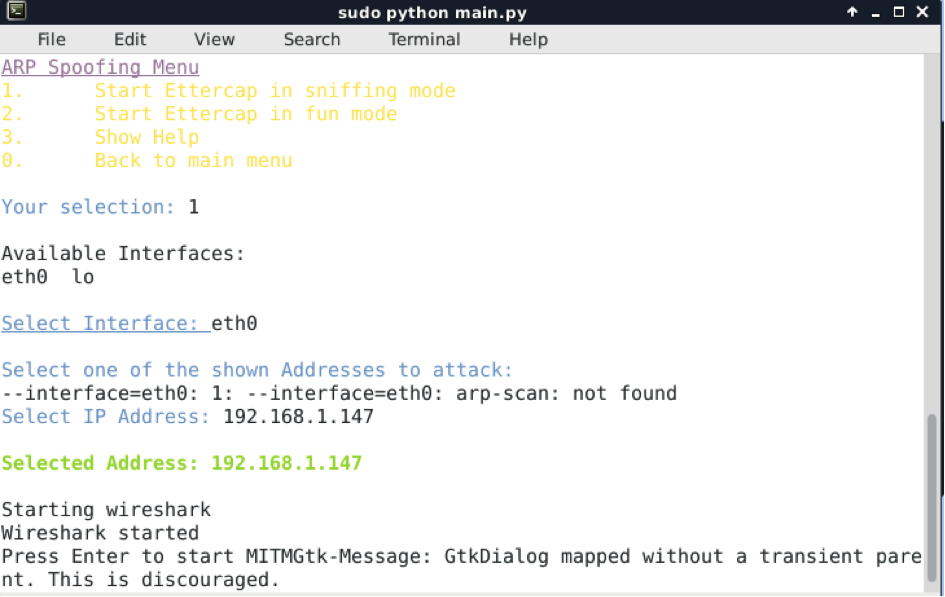 sudo python main.py
File Edit View Search Terminal Help
ARP Spoofing Menu
1. Start Ettercap in sniffing mode
2. Start Ettercap in fun mode
3. Show Help
0. Back to main menu
Your selection: 1
Available Interfaces:
eth0 lo
Select Interface: eth0
Select one of the shown Addresses to attack:
--interface=eth0: 1: --interface=eth0: arp-scan: not found
Select IP Address: 192.168.1.147
Selected Address: 192.168.1.147
Starting wireshark
Wireshark started
Press Enter to start MITMGtk-Message: GtkDialog mapped without a transient pare
nt. This is discouraged.